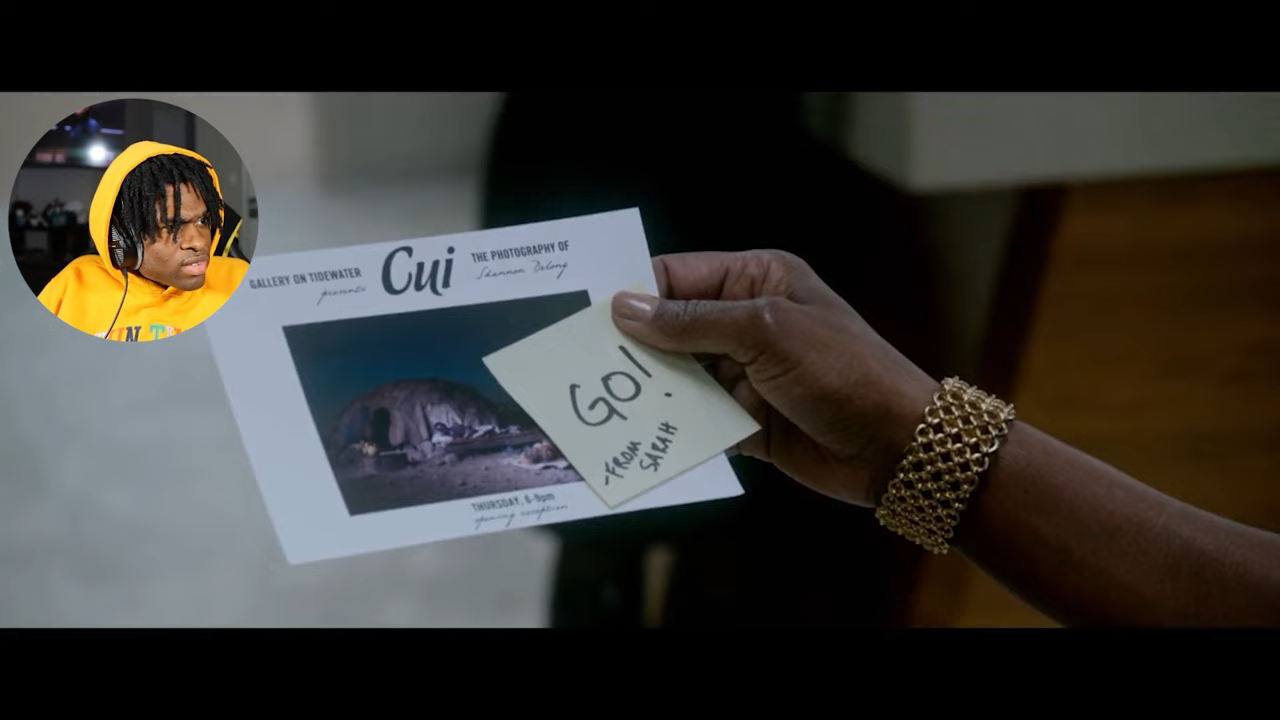 GALLERY ON TIDEWATER
presents
Cui
THE PHOTOGRAPHY OF
Shannon Delong
THURSDAY, 6-9pm
opening reception
GO!
-FROM
SARAH